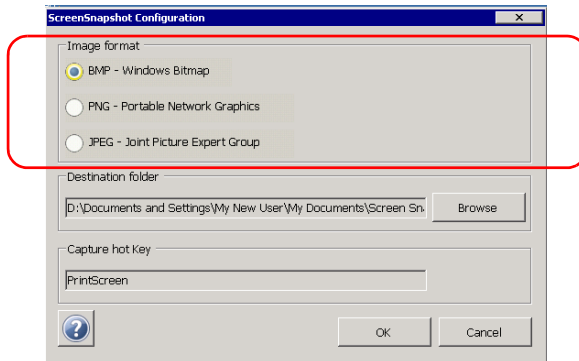 ScreenSnapshot Configuration
Image format
BMP - Windows Bitmap
PNG - Portable Network Graphics
JPEG - Joint Picture Expert Group
Destination folder
D:\Documents and Settings\My New User\My Documents\Screen Sn
Browse
Capture hot Key
PrintScreen
OK
Cancel